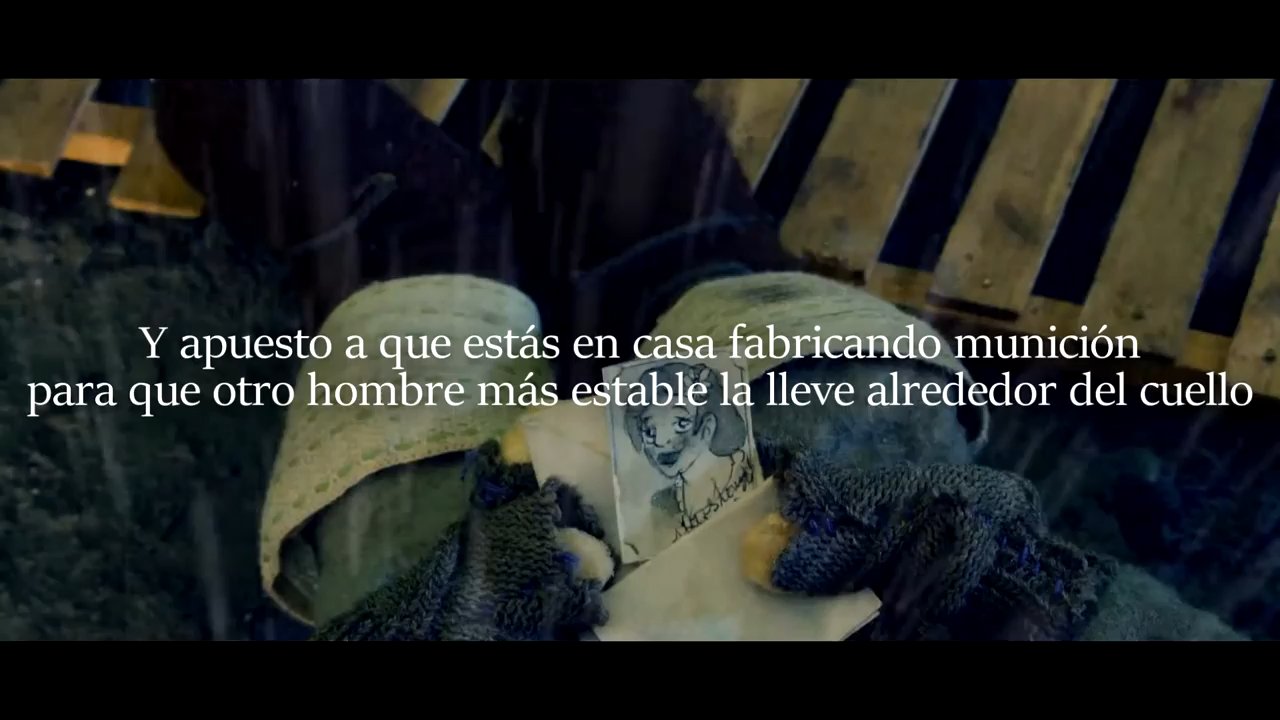 Y apuesto a que estás en casa fabricando munición
para que otro hombre más estable la lleve alrededor del cuello